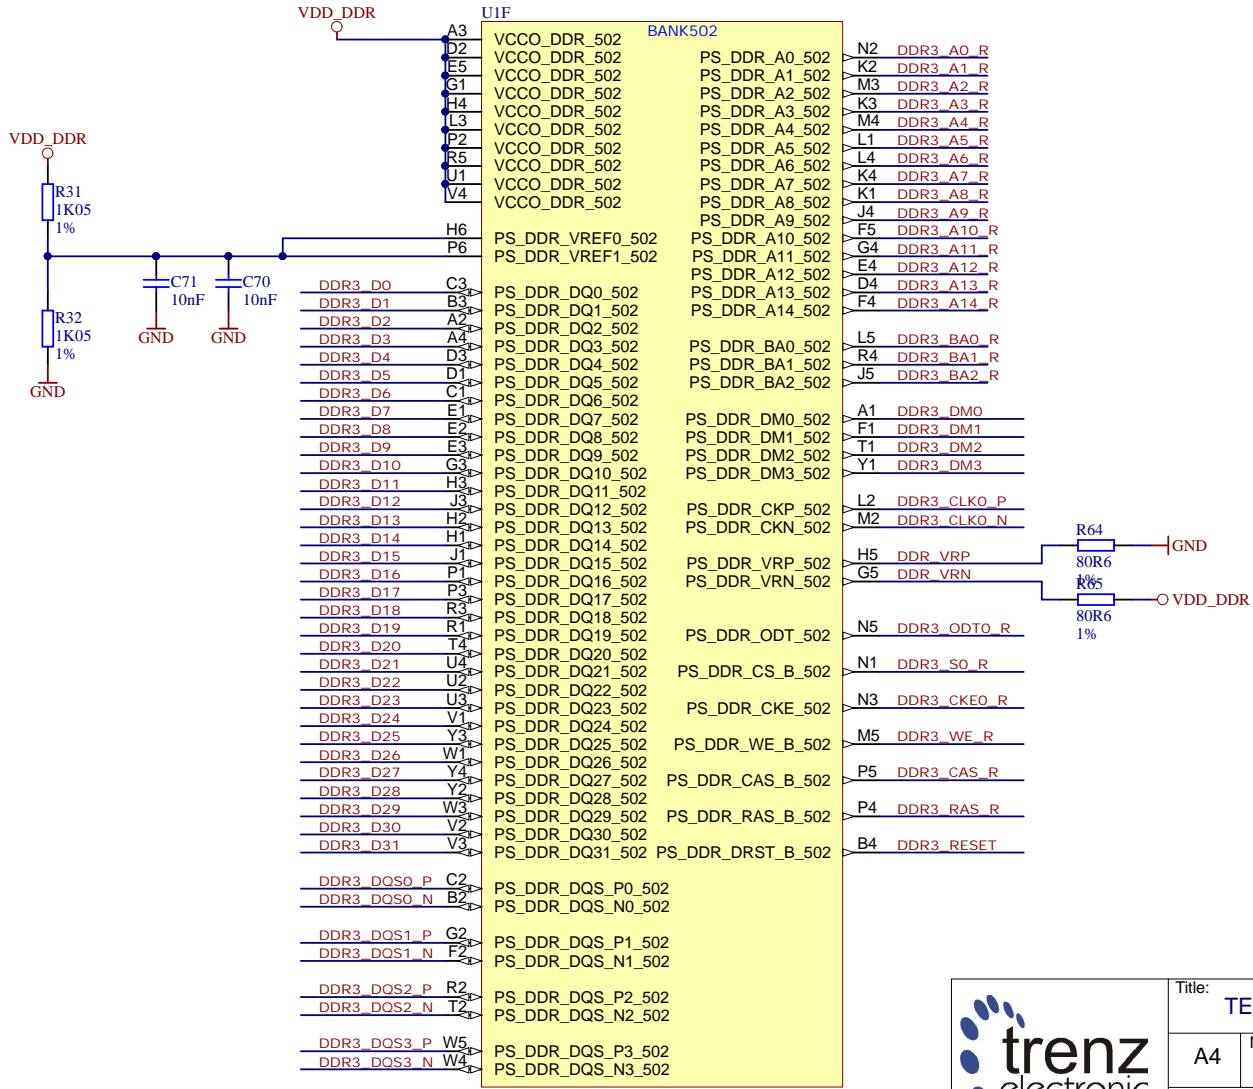 VDD_DDR
U1F
BANK502
A3 VCCO_DDR_502
D2 VCCO_DDR_502
E5 VCCO_DDR_502
G1 VCCO_DDR_502
H4 VCCO_DDR_502
L3 VCCO_DDR_502
P2 VCCO_DDR_502
R5 VCCO_DDR_502
U1 VCCO_DDR_502
V4 VCCO_DDR_502
H6 PS_DDR_VREF0_502
P6 PS_DDR_VREF1_502
VDD_DDR
R31
1K05
1%
C71
10nF
GND
C70
10nF
GND
R32
1K05
1%
GND
DDR3_D0 C3 PS_DDR_DQ0_502
DDR3_D1 B3 PS_DDR_DQ1_502
DDR3_D2 A2 PS_DDR_DQ2_502
DDR3_D3 A4 PS_DDR_DQ3_502
DDR3_D4 D3 PS_DDR_DQ4_502
DDR3_D5 D1 PS_DDR_DQ5_502
DDR3_D6 C1 PS_DDR_DQ6_502
DDR3_D7 E1 PS_DDR_DQ7_502
DDR3_D8 E2 PS_DDR_DQ8_502
DDR3_D9 E3 PS_DDR_DQ9_502
DDR3_D10 G3 PS_DDR_DQ10_502
DDR3_D11 H3 PS_DDR_DQ11_502
DDR3_D12 J3 PS_DDR_DQ12_502
DDR3_D13 H2 PS_DDR_DQ13_502
DDR3_D14 H1 PS_DDR_DQ14_502
DDR3_D15 J1 PS_DDR_DQ15_502
DDR3_D16 P1 PS_DDR_DQ16_502
DDR3_D17 P3 PS_DDR_DQ17_502
DDR3_D18 R3 PS_DDR_DQ18_502
DDR3_D19 R1 PS_DDR_DQ19_502
DDR3_D20 T4 PS_DDR_DQ20_502
DDR3_D21 U4 PS_DDR_DQ21_502
DDR3_D22 U2 PS_DDR_DQ22_502
DDR3_D23 U3 PS_DDR_DQ23_502
DDR3_D24 V1 PS_DDR_DQ24_502
DDR3_D25 Y3 PS_DDR_DQ25_502
DDR3_D26 W1 PS_DDR_DQ26_502
DDR3_D27 Y4 PS_DDR_DQ27_502
DDR3_D28 Y2 PS_DDR_DQ28_502
DDR3_D29 W3 PS_DDR_DQ29_502
DDR3_D30 V2 PS_DDR_DQ30_502
DDR3_D31 V3 PS_DDR_DQ31_502
DDR3_DQS0_P C2 PS_DDR_DQS_P0_502
DDR3_DQS0_N B2 PS_DDR_DQS_N0_502
DDR3_DQS1_P G2 PS_DDR_DQS_P1_502
DDR3_DQS1_N F2 PS_DDR_DQS_N1_502
DDR3_DQS2_P R2 PS_DDR_DQS_P2_502
DDR3_DQS2_N T2 PS_DDR_DQS_N2_502
DDR3_DQS3_P W5 PS_DDR_DQS_P3_502
DDR3_DQS3_N W4 PS_DDR_DQS_N3_502
PS_DDR_A0_502 N2 DDR3_A0_R
PS_DDR_A1_502 K2 DDR3_A1_R
PS_DDR_A2_502 M3 DDR3_A2_R
PS_DDR_A3_502 K3 DDR3_A3_R
PS_DDR_A4_502 M4 DDR3_A4_R
PS_DDR_A5_502 L1 DDR3_A5_R
PS_DDR_A6_502 L4 DDR3_A6_R
PS_DDR_A7_502 K4 DDR3_A7_R
PS_DDR_A8_502 K1 DDR3_A8_R
PS_DDR_A9_502 J4 DDR3_A9_R
PS_DDR_A10_502 F5 DDR3_A10_R
PS_DDR_A11_502 G4 DDR3_A11_R
PS_DDR_A12_502 E4 DDR3_A12_R
PS_DDR_A13_502 D4 DDR3_A13_R
PS_DDR_A14_502 F4 DDR3_A14_R
PS_DDR_BA0_502 L5 DDR3_BA0_R
PS_DDR_BA1_502 R4 DDR3_BA1_R
PS_DDR_BA2_502 J5 DDR3_BA2_R
PS_DDR_DM0_502 A1 DDR3_DM0
PS_DDR_DM1_502 F1 DDR3_DM1
PS_DDR_DM2_502 T1 DDR3_DM2
PS_DDR_DM3_502 Y1 DDR3_DM3
PS_DDR_CKP_502 L2 DDR3_CLK0_P
PS_DDR_CKN_502 M2 DDR3_CLK0_N
PS_DDR_VRP_502 H5 DDR_VRP
PS_DDR_VRN_502 G5 DDR_VRN
R64
80R6
1%
GND
R65
80R6
1%
VDD_DDR
PS_DDR_ODT_502 N5 DDR3_ODT0_R
PS_DDR_CS_B_502 N1 DDR3_S0_R
PS_DDR_CKE_502 N3 DDR3_CKE0_R
PS_DDR_WE_B_502 M5 DDR3_WE_R
PS_DDR_CAS_B_502 P5 DDR3_CAS_R
PS_DDR_RAS_B_502 P4 DDR3_RAS_R
PS_DDR_DRST_B_502 B4 DDR3_RESET
trenz
electronic
Title:
TE
A4